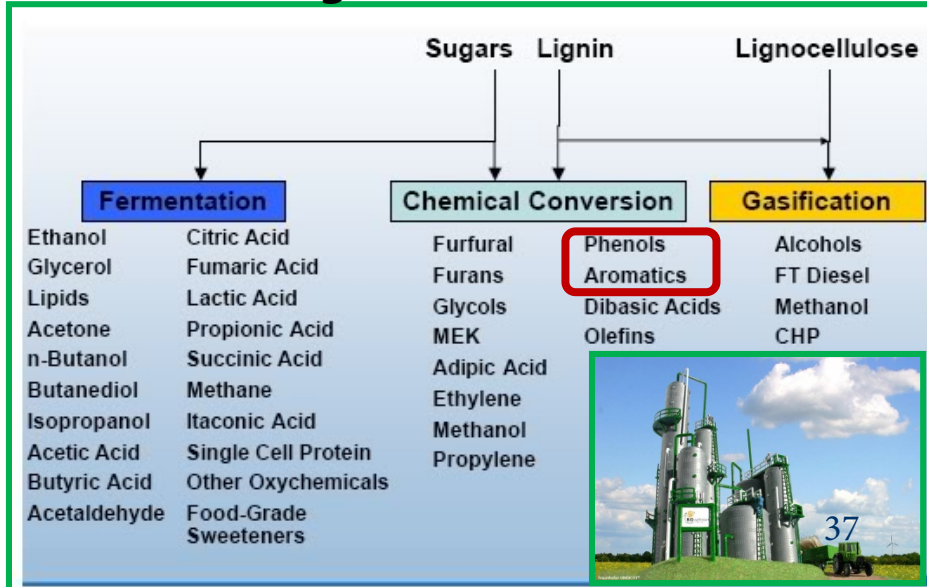 Sugars Lignin Lignocellulose
Fermentation Chemical Conversion Gasification
Ethanol
Glycerol
Lipids
Acetone
n-Butanol
Butanediol
Isopropanol
Acetic Acid
Butyric Acid
Acetaldehyde
Citric Acid
Fumaric Acid
Lactic Acid
Propionic Acid
Succinic Acid
Methane
Itaconic Acid
Single Cell Protein
Other Oxychemicals
Food-Grade
Sweeteners
Furfural
Furans
Glycols
MEK
Adipic Acid
Ethylene
Methanol
Propylene
Phenols
Aromatics
Dibasic Acids
Olefins
Alcohols
FT Diesel
Methanol
CHP
37